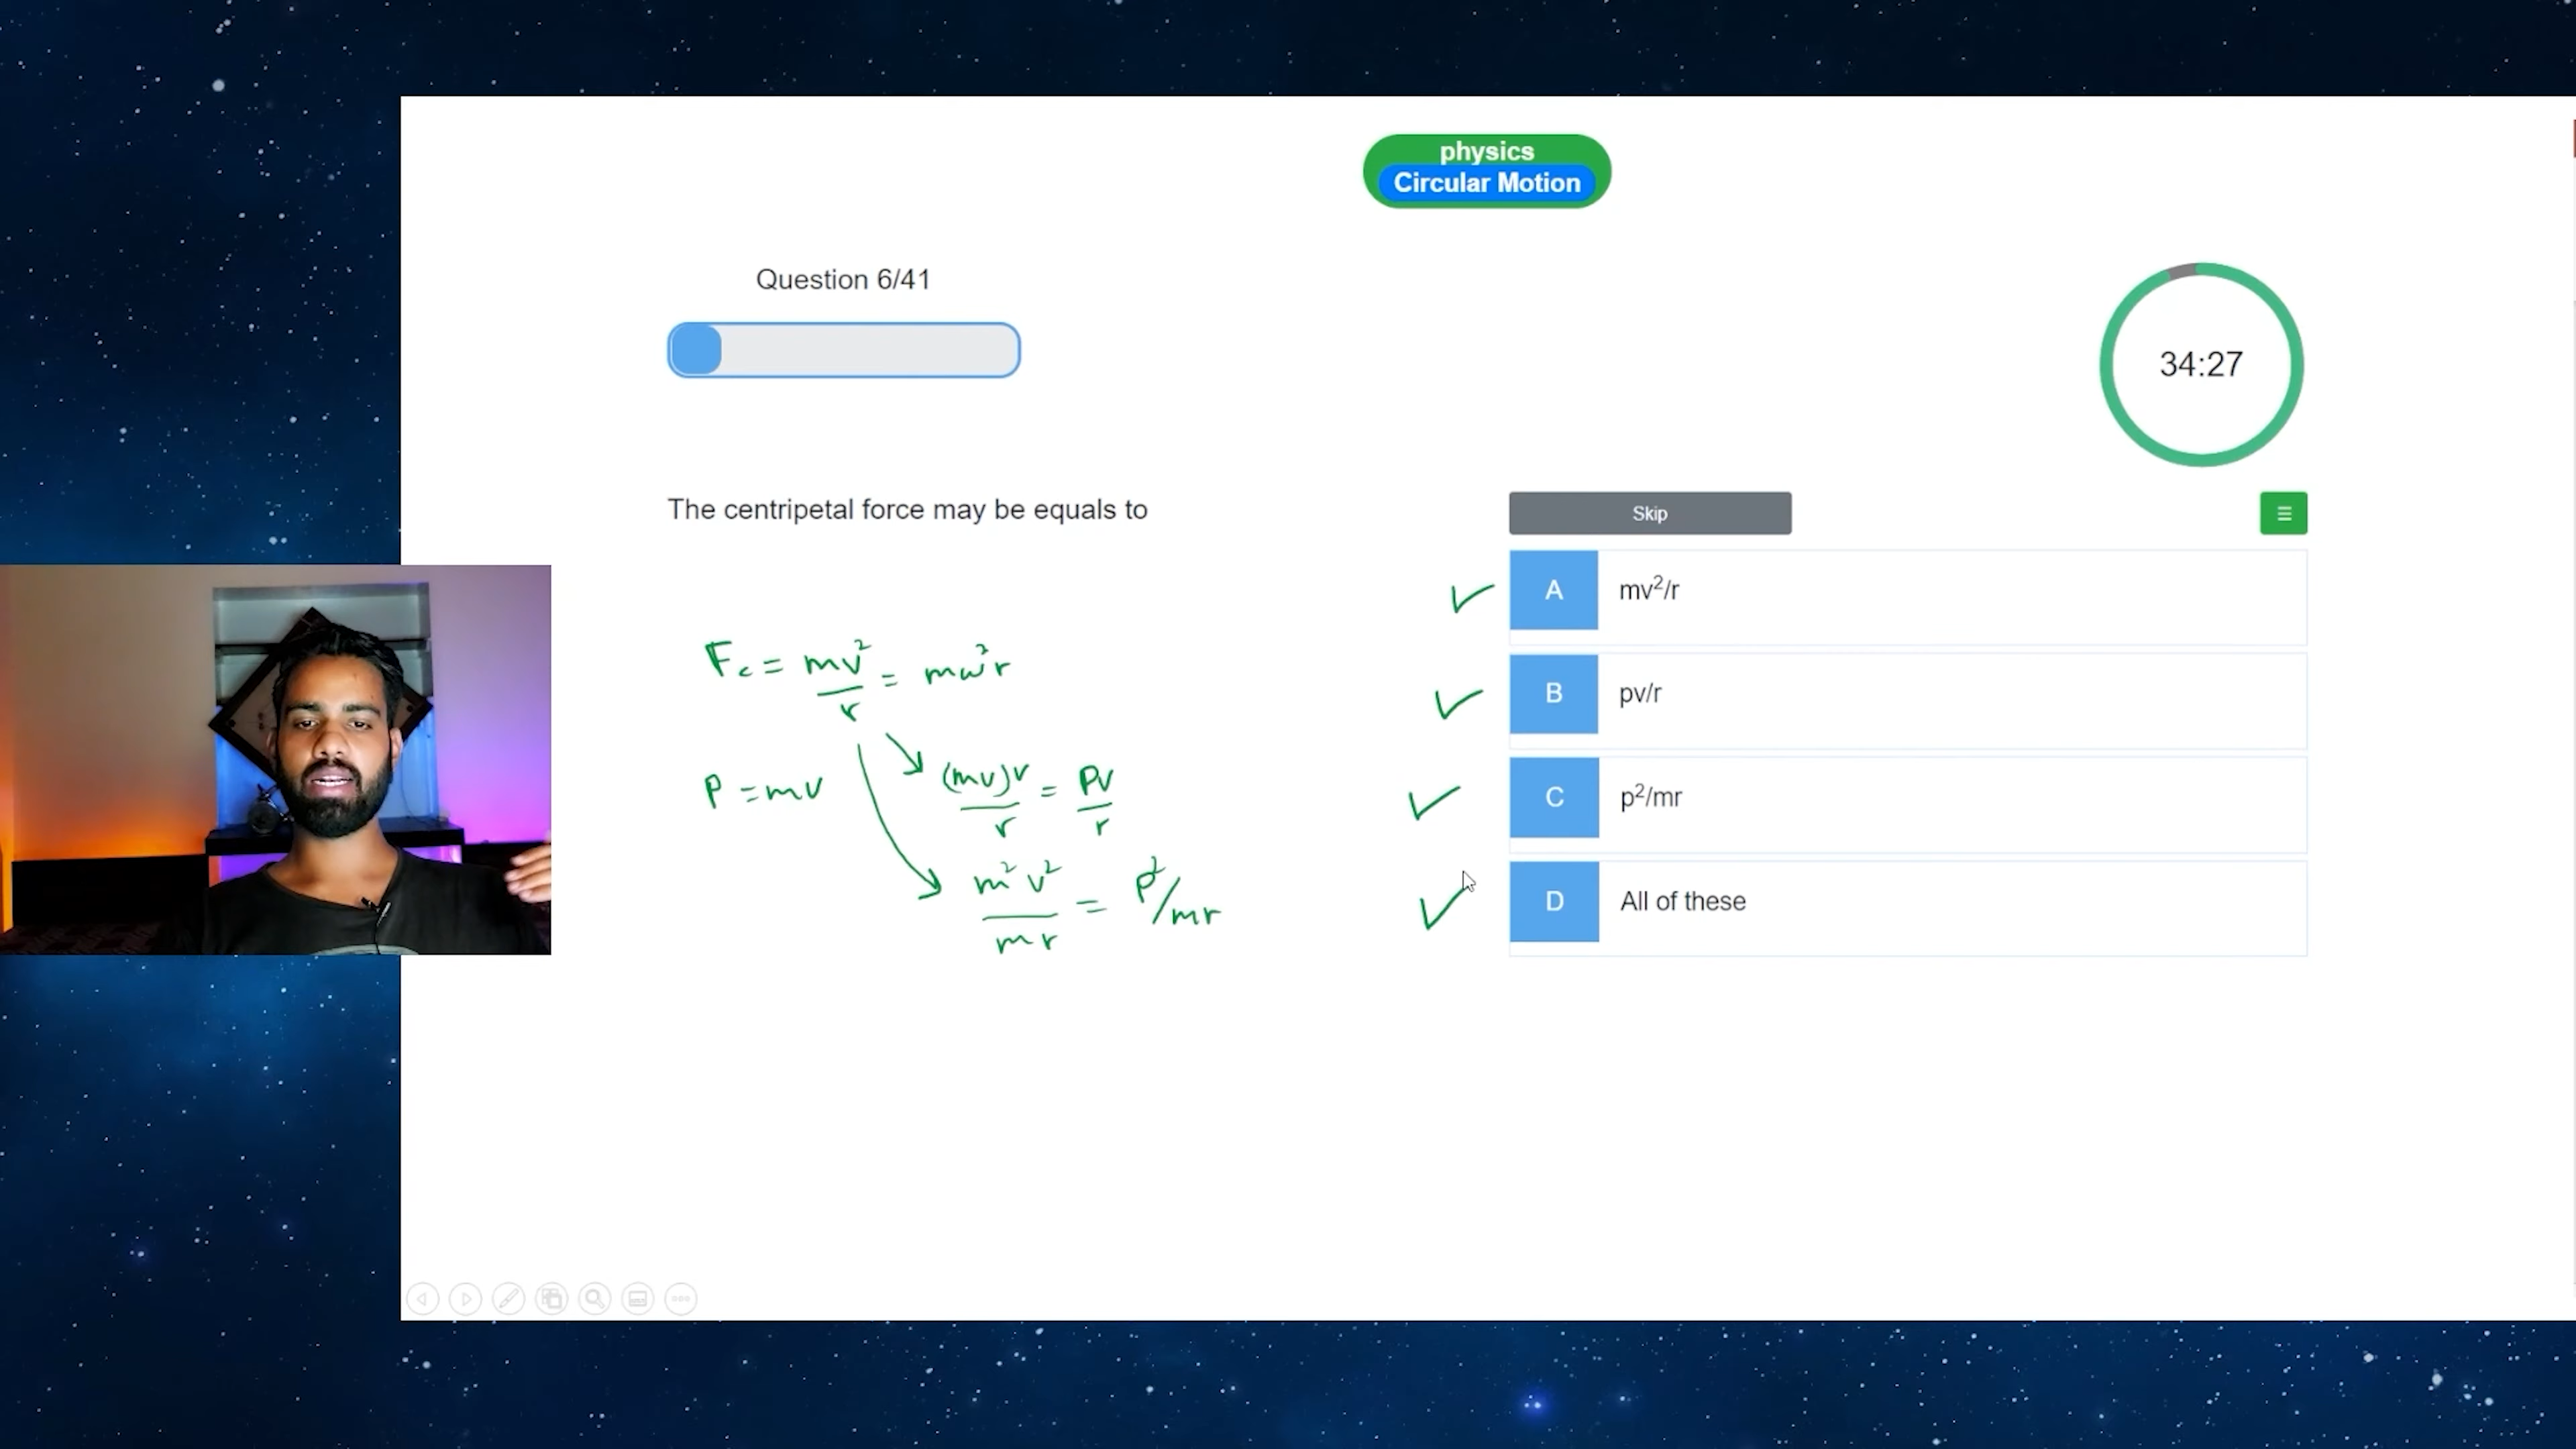 physics
Circular Motion
Question 6/41
34:27
The centripetal force may be equals to
Skip
A mv²/r
B pv/r
C p²/mr
D All of these
Fc = mv²/r = mω²r
P = mv
(mv)v/r = Pv/r
m²v²/mr = p²/mr